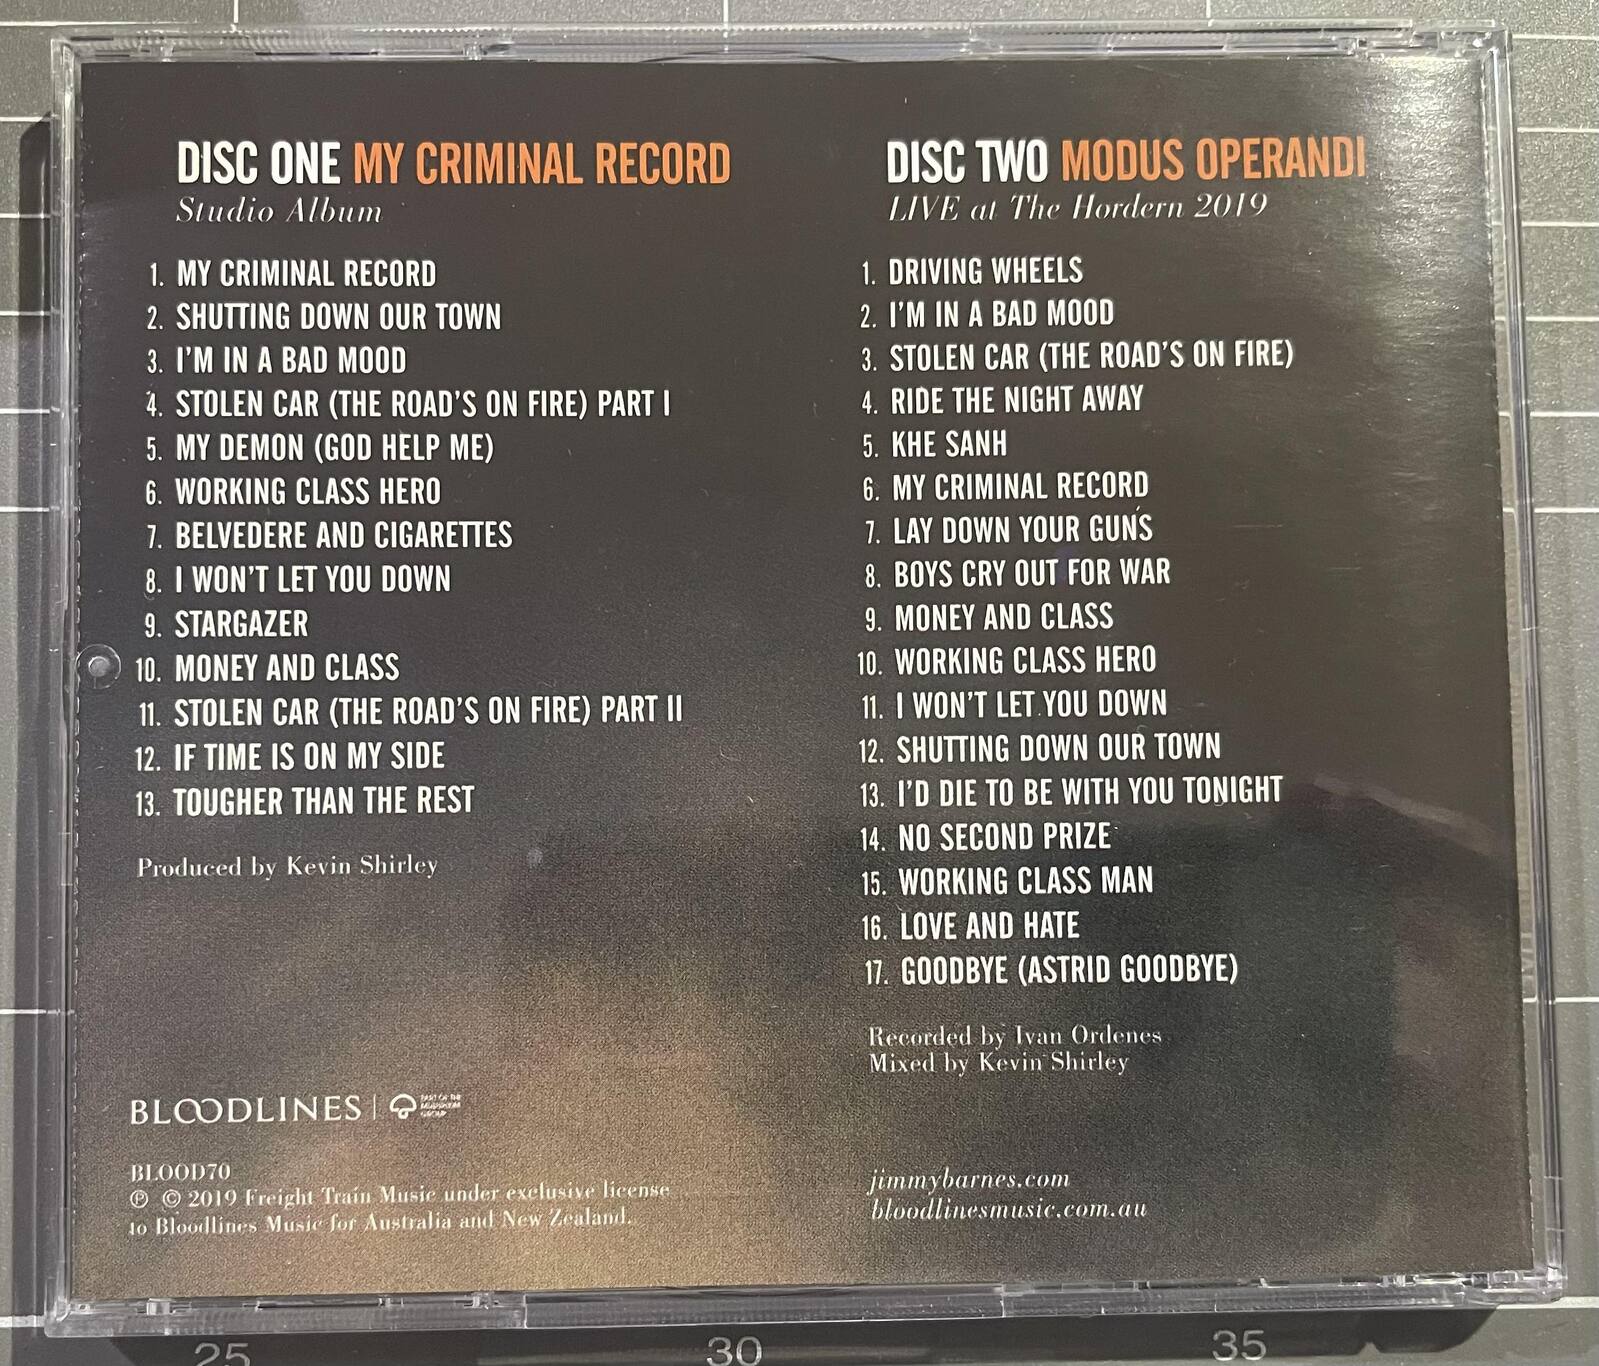 DISC ONE MY CRIMINAL RECORD
Studio Album
1. MY CRIMINAL RECORD
2. SHUTTING DOWN OUR TOWN
3. I'M IN A BAD MOOD
4. STOLEN CAR (THE ROAD'S ON FIRE) PART I
5. MY DEMON (GOD HELP ME)
6. WORKING CLASS HERO
7. BELVEDERE AND CIGARETTES
8. I WON'T LET YOU DOWN
9. STARGAZER
10. MONEY AND CLASS
11. STOLEN CAR (THE ROAD'S ON FIRE) PART II
12. IF TIME IS ON MY SIDE
13. TOUGHER THAN THE REST
Produced by Kevin Shirley
BLOODLINES
PART OF THE
MUSHROOM
GROUP
BLOOD70
℗ © 2019 Freight Train Music under exclusive license
to Bloodlines Music for Australia and New Zealand.
DISC TWO MODUS OPERANDI
LIVE at The Hordern 2019
1. DRIVING WHEELS
2. I'M IN A BAD MOOD
3. STOLEN CAR (THE ROAD'S ON FIRE)
4. RIDE THE NIGHT AWAY
5. KHE SANH
6. MY CRIMINAL RECORD
7. LAY DOWN YOUR GUNS
8. BOYS CRY OUT FOR WAR
9. MONEY AND CLASS
10. WORKING CLASS HERO
11. I WON'T LET YOU DOWN
12. SHUTTING DOWN OUR TOWN
13. I'D DIE TO BE WITH YOU TONIGHT
14. NO SECOND PRIZE
15. WORKING CLASS MAN
16. LOVE AND HATE
17. GOODBYE (ASTRID GOODBYE)
Recorded by Ivan Ordenes
Mixed by Kevin Shirley
jimmybarnes.com
bloodlinesmusic.com.au
25 30 35